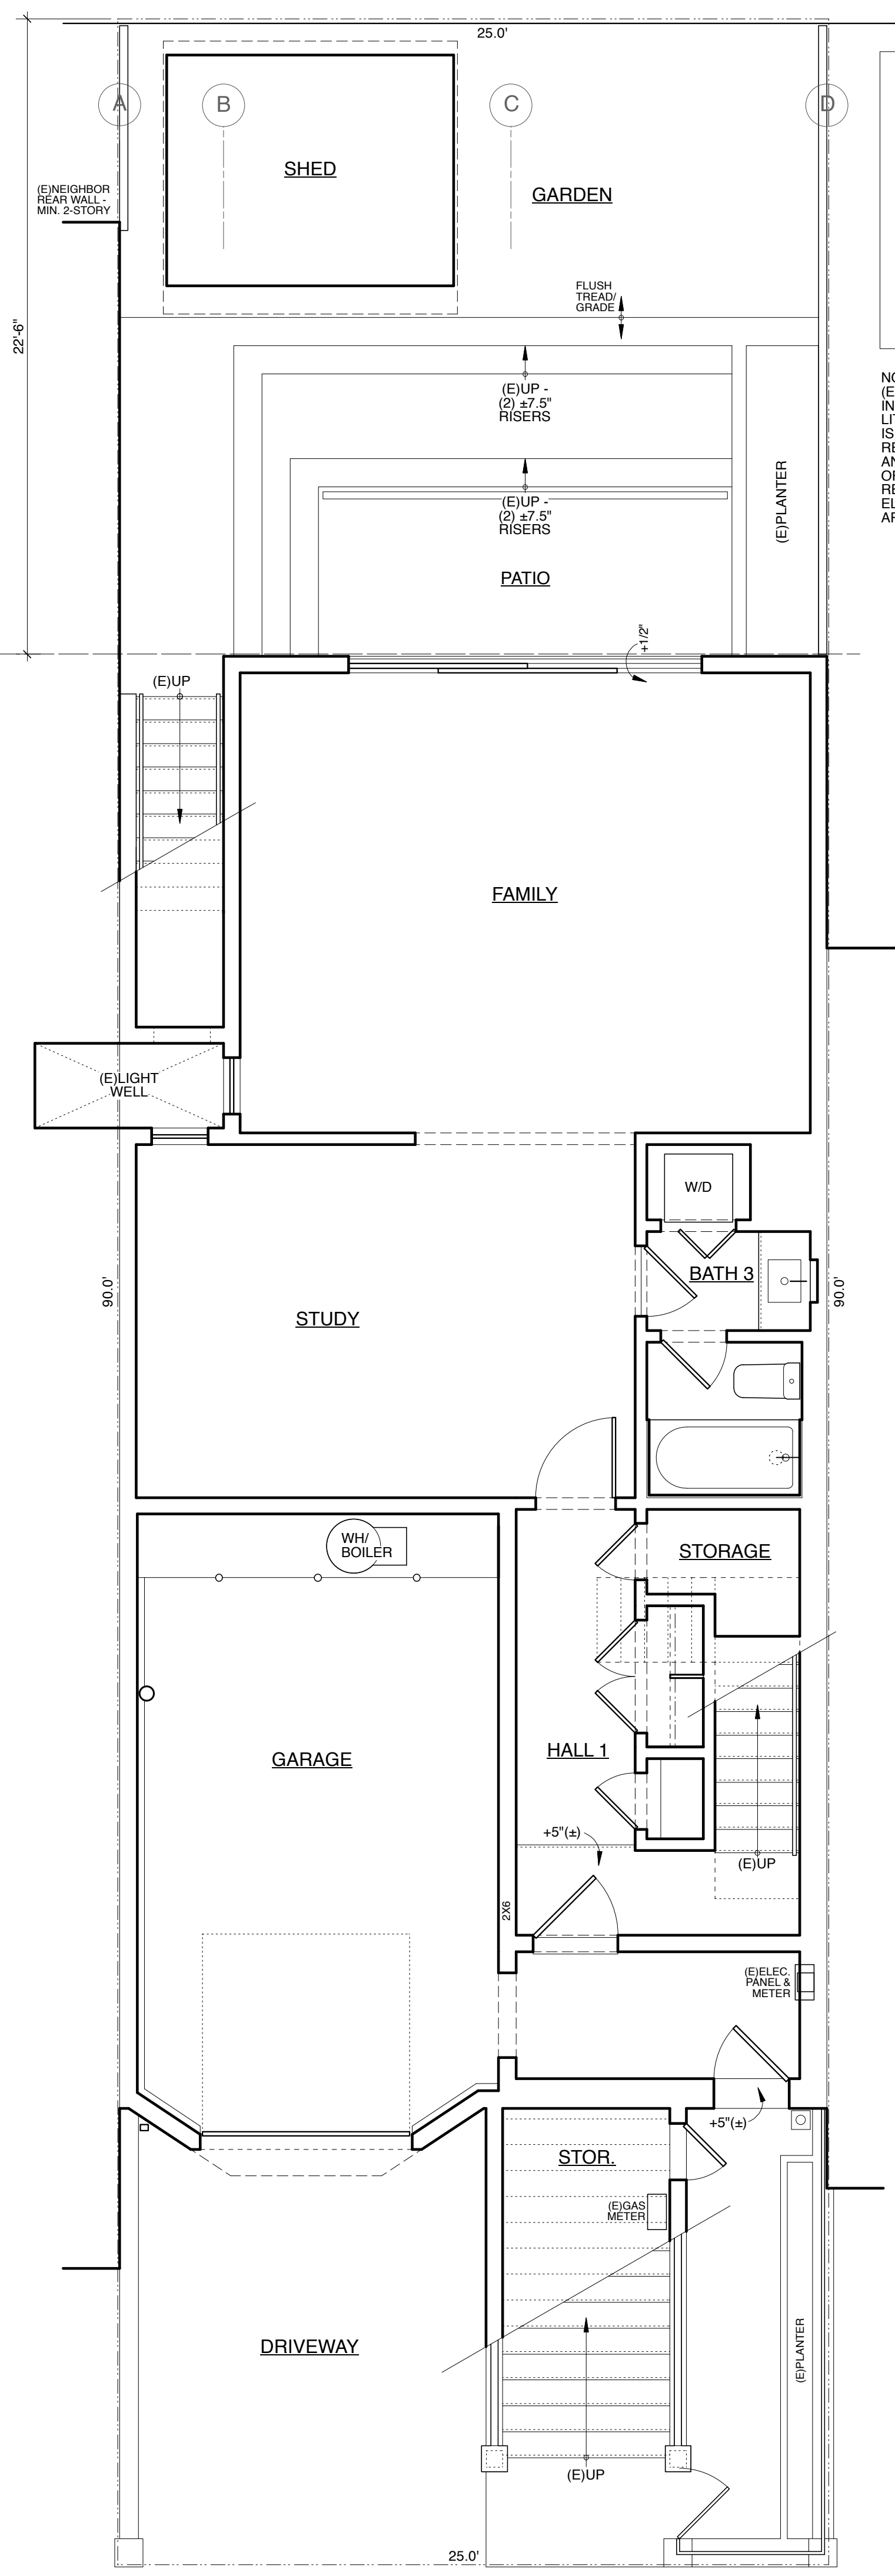 25.0'
A
B
C
D
SHED
(E)NEIGHBOR
REAR WALL -
MIN. 2-STORY
GARDEN
FLUSH
TREAD/
GRADE
22'-6"
(E)UP -
(2) ±7.5"
RISERS
(E)UP -
(2) ±7.5"
RISERS
(E)PLANTER
PATIO
+1/2"
(E)UP
FAMILY
(E)LIGHT
WELL
W/D
BATH 3
90.0'
90.0'
STUDY
WH/
BOILER
STORAGE
HALL 1
GARAGE
+5"(±)
(E)UP
2X6
(E)ELEC.
PANEL &
METER
+5"(±)
STOR.
(E)GAS
METER
DRIVEWAY
(E)PLANTER
(E)UP
25.0'